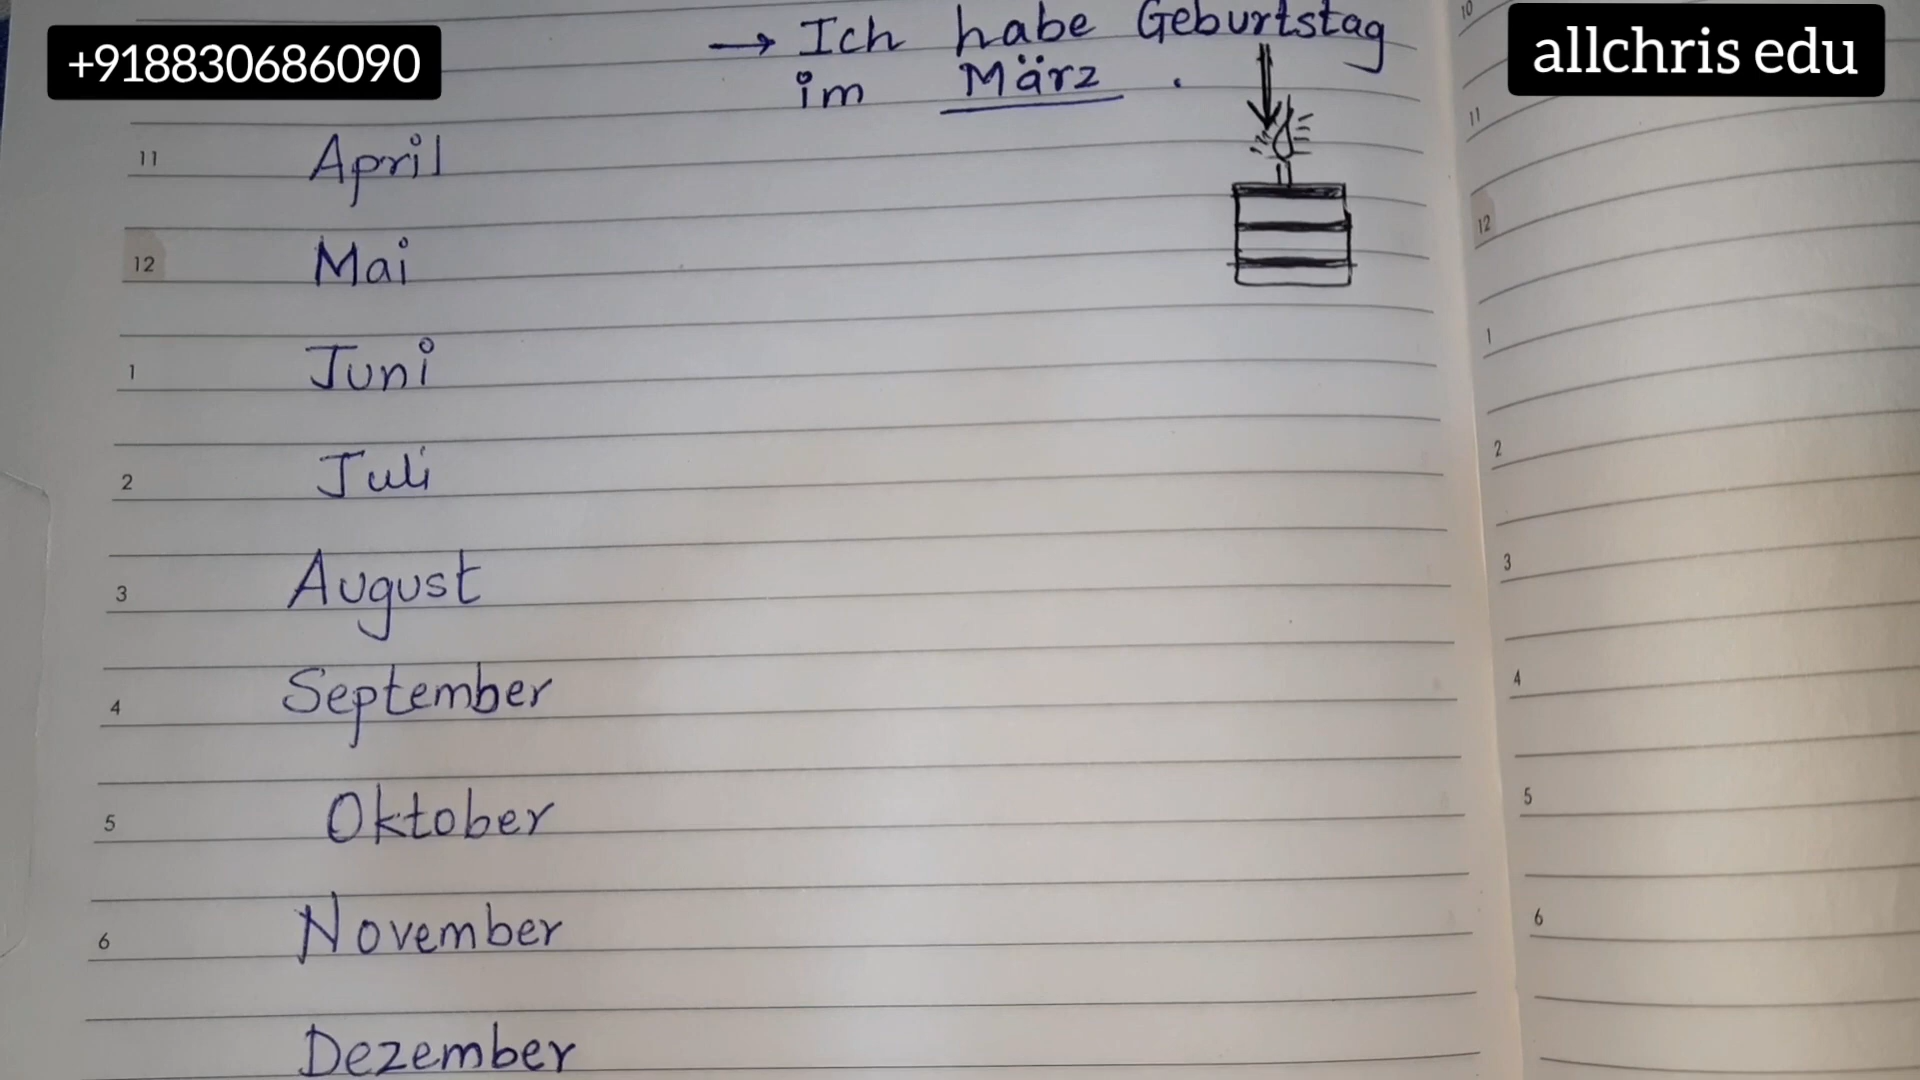 +918830686090
allchris edu
→ Ich habe Geburtstag
im März .
10
11 April
12 Mai
1 Juni
2 Juli
3 August
4 September
5 Oktober
6 November
Dezember
11
12
1
2
3
4
5
6